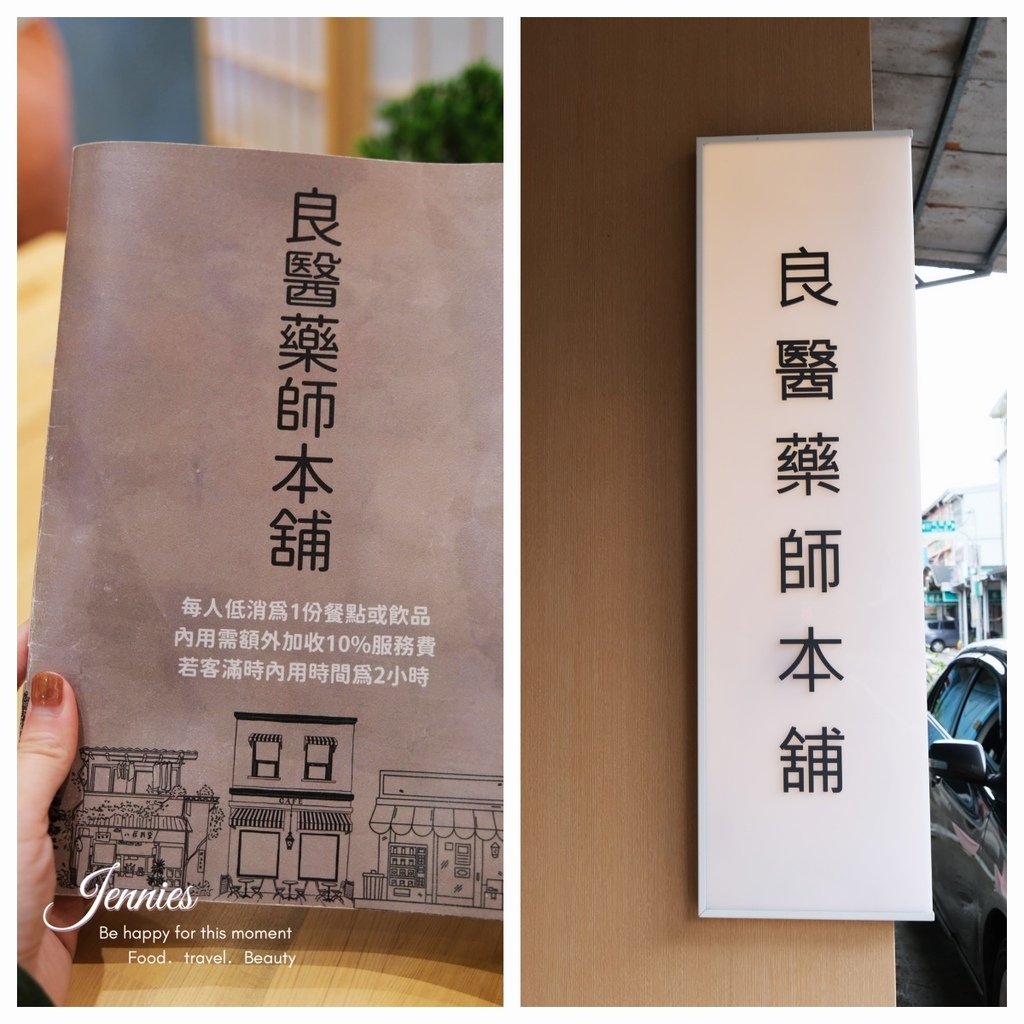 良醫藥師本舖
每人低消爲1份餐點或飲品
內用需額外加收10%服務費
若客滿時內用時間爲2小時
CAFE
Jennies
Be happy for this moment
Food. travel. Beauty
良醫藥師本舖